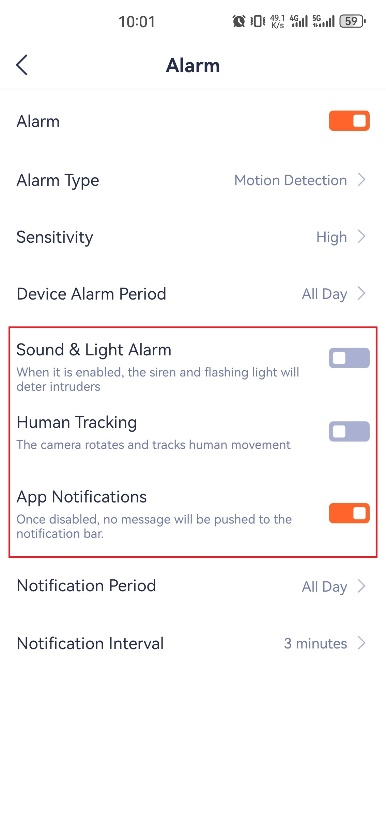 10:01
49.1 K/s 4G 5G 59
Alarm
Alarm
Alarm Type Motion Detection
Sensitivity High
Device Alarm Period All Day
Sound & Light Alarm
When it is enabled, the siren and flashing light will
deter intruders
Human Tracking
The camera rotates and tracks human movement
App Notifications
Once disabled, no message will be pushed to the
notification bar.
Notification Period All Day
Notification Interval 3 minutes